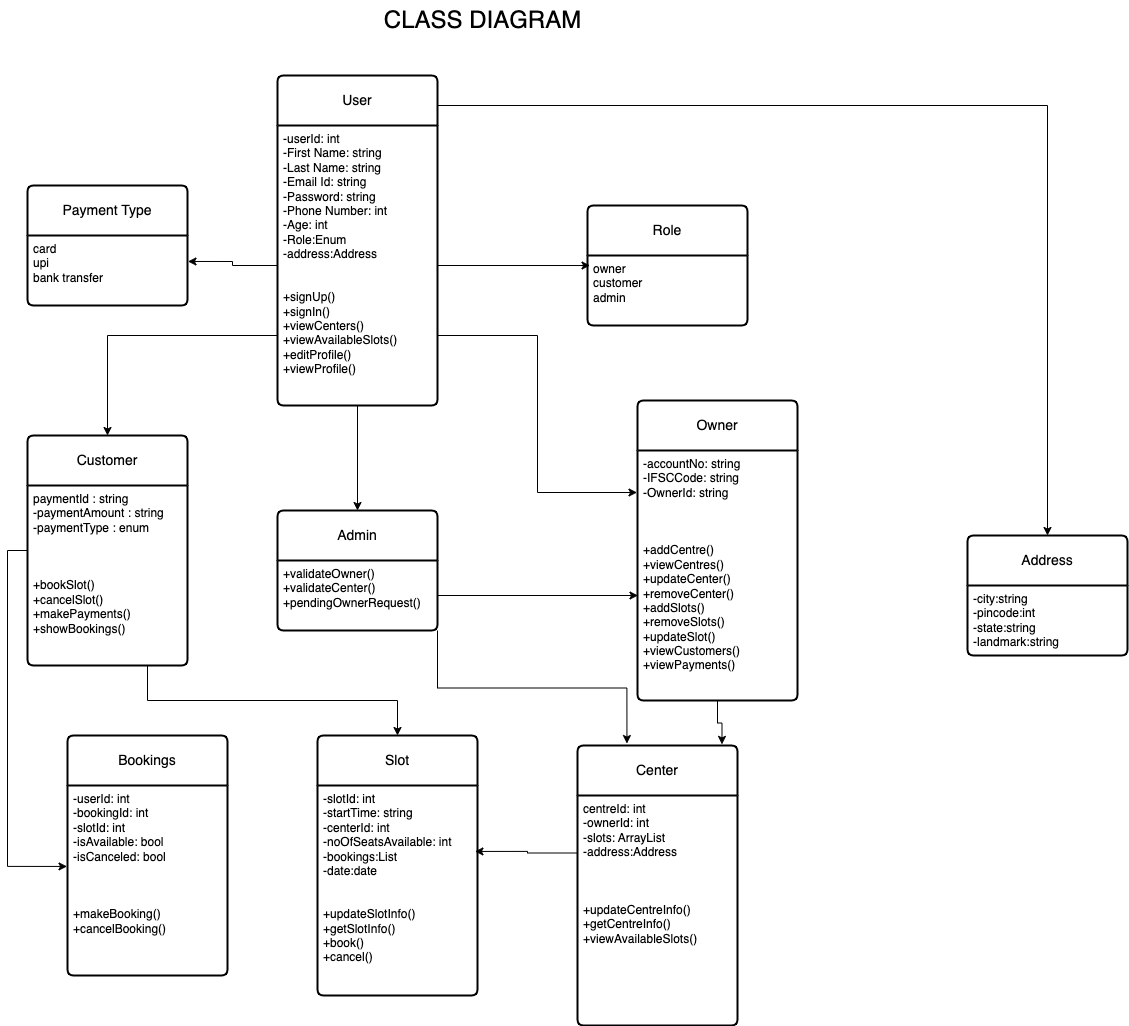 CLASS DIAGRAM
User
-userId: int
-First Name: string
-Last Name: string
-Email Id: string
-Password: string
-Phone Number: int
-Age: int
-Role:Enum
-address:Address
+signUp()
+signIn()
+viewCenters()
+viewAvailableSlots()
+editProfile()
+viewProfile()
Payment Type
card
upi
bank transfer
Role
owner
customer
admin
Customer
paymentId : string
-paymentAmount : string
-paymentType : enum
+bookSlot()
+cancelSlot()
+makePayments()
+showBookings()
Admin
+validateOwner()
+validateCenter()
+pendingOwnerRequest()
Owner
-accountNo: string
-IFSCCode: string
-OwnerId: string
+addCentre()
+viewCentres()
+updateCenter()
+removeCenter()
+addSlots()
+removeSlots()
+updateSlot()
+viewCustomers()
+viewPayments()
Address
-city:string
-pincode:int
-state:string
-landmark:string
Bookings
-userId: int
-bookingId: int
-slotId: int
-isAvailable: bool
-isCanceled: bool
+makeBooking()
+cancelBooking()
Slot
-slotId: int
-startTime: string
-centerId: int
-noOfSeatsAvailable: int
-bookings:List
-date:date
+updateSlotInfo()
+getSlotInfo()
+book()
+cancel()
Center
centreId: int
-ownerId: int
-slots: ArrayList
-address:Address
+updateCentreInfo()
+getCentreInfo()
+viewAvailableSlots()